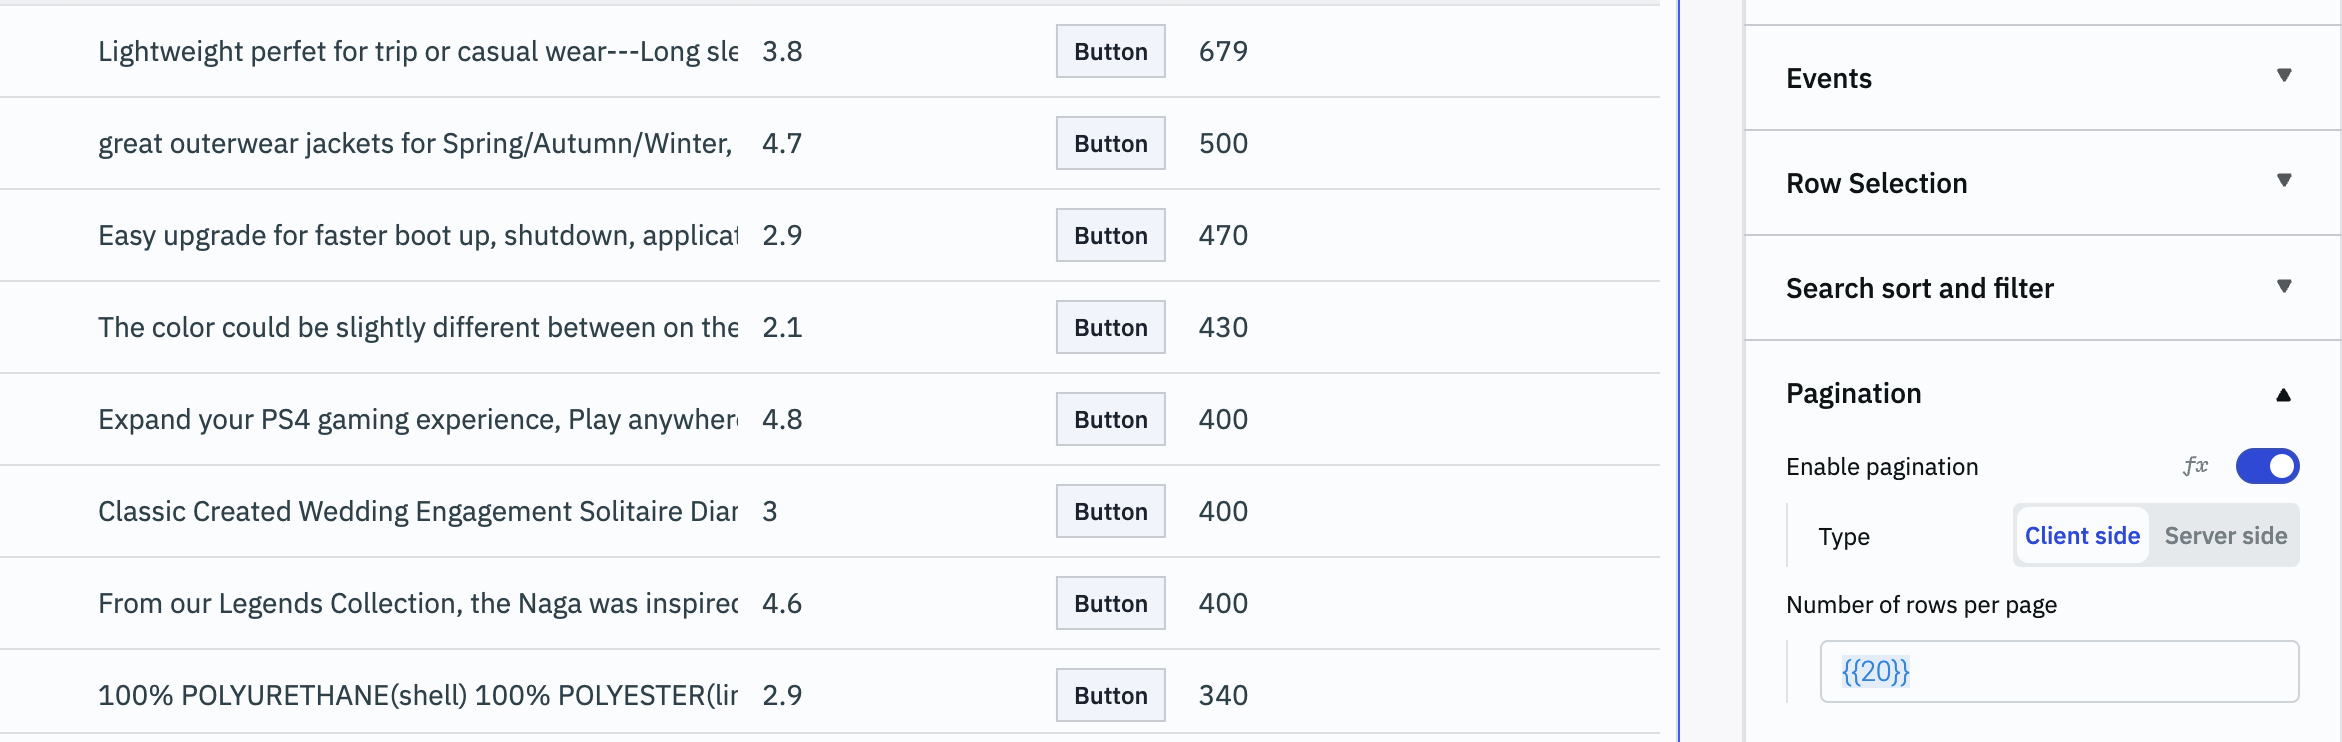 Lightweight perfet for trip or casual wear---Long sle 3.8 Button 679
great outerwear jackets for Spring/Autumn/Winter, 4.7 Button 500
Easy upgrade for faster boot up, shutdown, applicat 2.9 Button 470
The color could be slightly different between on the 2.1 Button 430
Expand your PS4 gaming experience, Play anywhere 4.8 Button 400
Classic Created Wedding Engagement Solitaire Diar 3 Button 400
From our Legends Collection, the Naga was inspired 4.6 Button 400
100% POLYURETHANE(shell) 100% POLYESTER(lin 2.9 Button 340
Events
Row Selection
Search sort and filter
Pagination
Enable pagination fx
Type Client side Server side
Number of rows per page
{{20}}